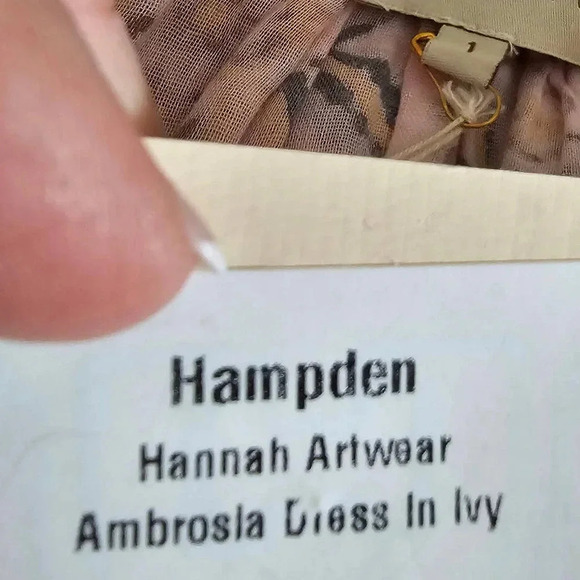 1
Hampden
Hannah Artwear
Ambrosia Dress In Ivy